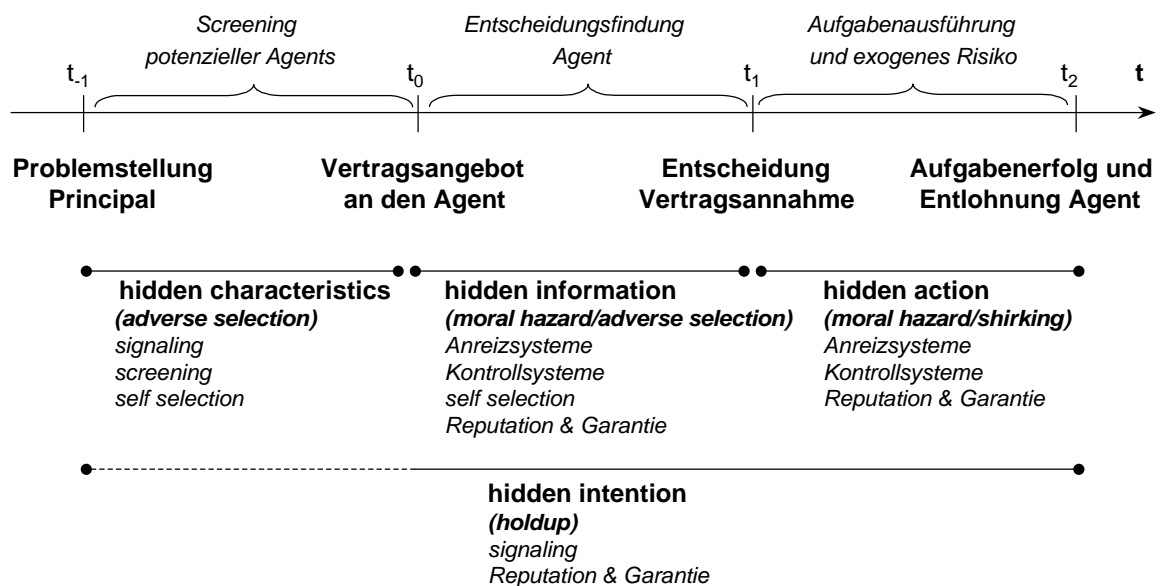 Screening
potenzieller Agents
Entscheidungsfindung
Agent
Aufgabenausführung
und exogenes Risiko
t-1
t0
t1
t2
t
Problemstellung
Principal
Vertragsangebot
an den Agent
Entscheidung
Vertragsannahme
Aufgabenerfolg und
Entlohnung Agent
hidden characteristics
(adverse selection)
signaling
screening
self selection
hidden information
(moral hazard/adverse selection)
Anreizsysteme
Kontrollsysteme
self selection
Reputation & Garantie
hidden action
(moral hazard/shirking)
Anreizsysteme
Kontrollsysteme
Reputation & Garantie
hidden intention
(holdup)
signaling
Reputation & Garantie